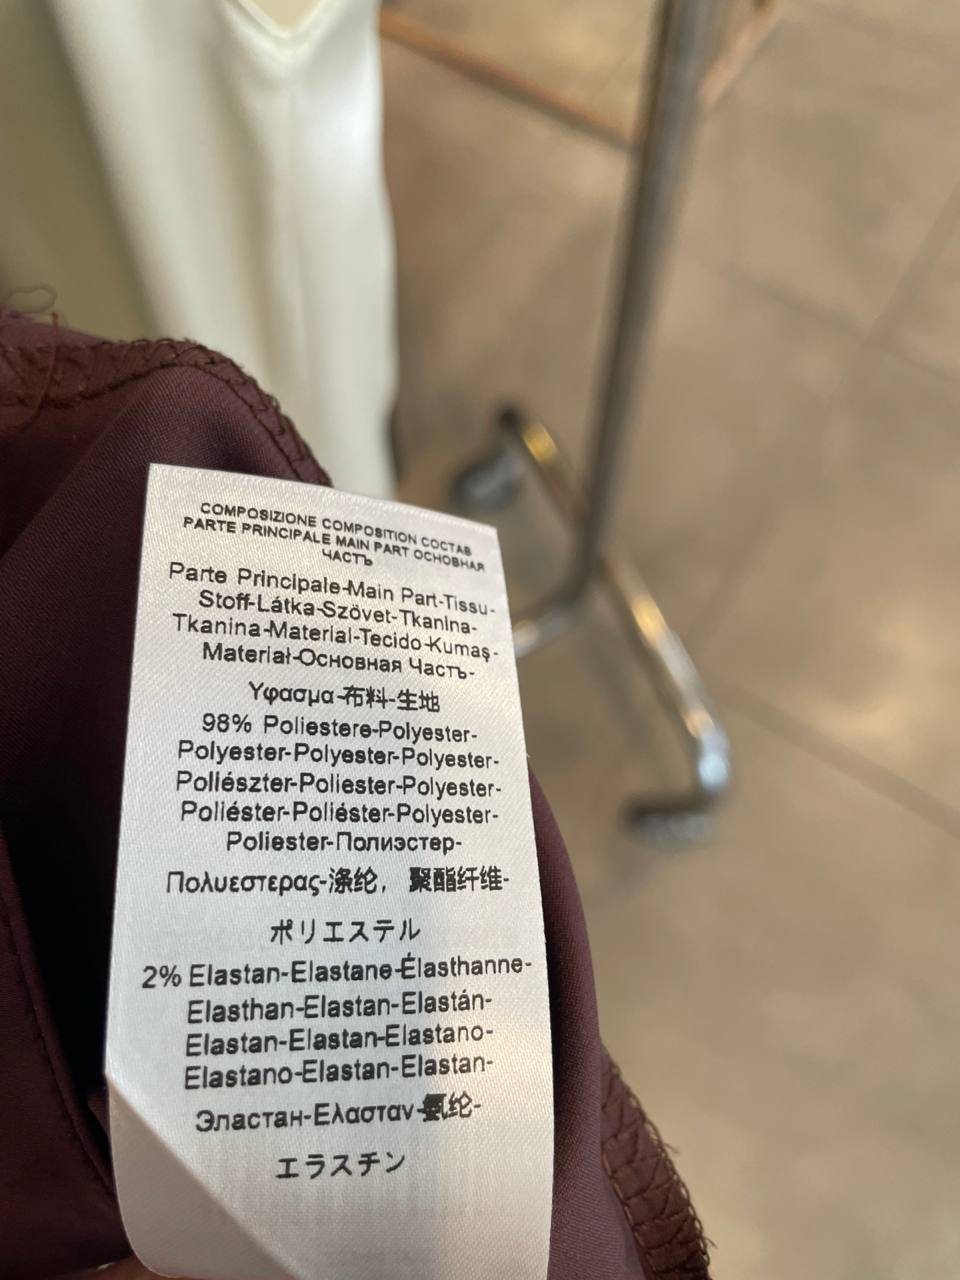 COMPOSIZIONE COMPOSITION СОСТАВ
PARTE PRINCIPALE MAIN PART ОСНОВНАЯ
ЧАСТЪ
Parte Principale-Main Part-Tissu-
Stoff-Látka-Szövet-Tkanina-
Tkanina-Material-Tecido-Kumaş-
Materiał-Основная Частъ-
Υφασμα-布料-生地
98% Poliestere-Polyester-
Polyester-Polyester-Polyester-
Poliészter-Poliester-Polyester-
Poliéster-Poliéster-Polyester-
Poliester-Полиэстер-
Πολυεστερας-涤纶, 聚酯纤维-
ポリエステル
2% Elastan-Elastane-Élasthanne-
Elasthan-Elastan-Elastán-
Elastan-Elastan-Elastano-
Elastano-Elastan-Elastan-
Эластан-Ελασταν-氨纶-
エラスチン